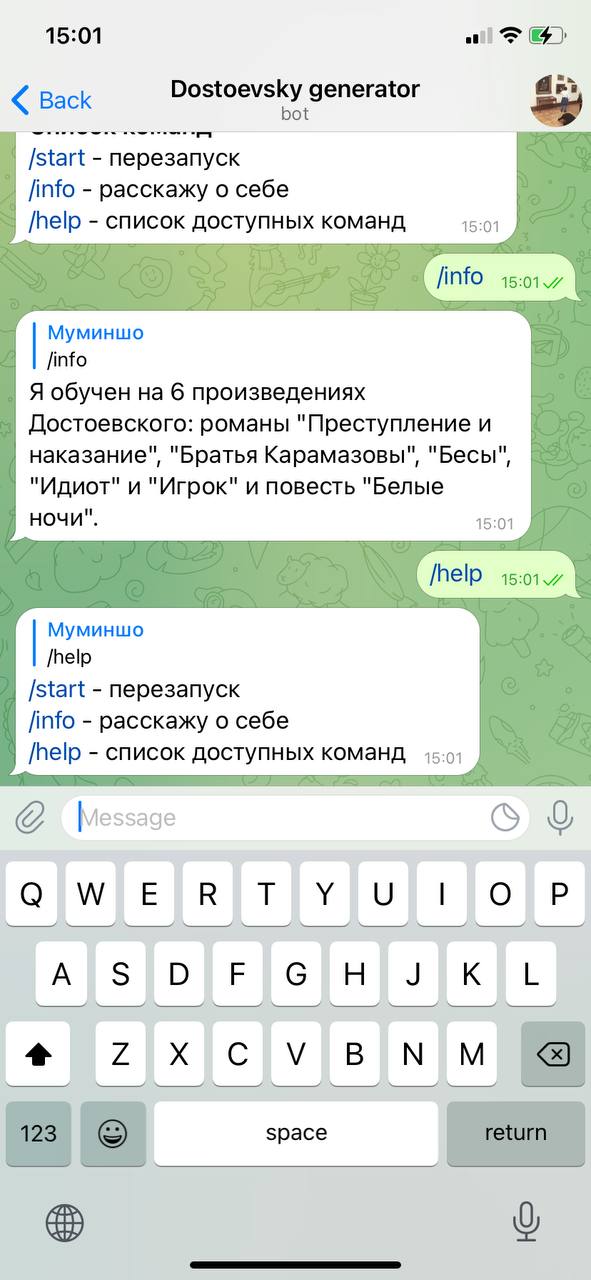 15:01
Back
Dostoevsky generator
bot
Список команд
/start - перезапуск
/info - расскажу о себе
/help - список доступных команд
15:01
/info 15:01
Муминшо
/info
Я обучен на 6 произведениях
Достоевского: романы "Преступление и
наказание", "Братья Карамазовы", "Бесы",
"Идиот" и "Игрок" и повесть "Белые
ночи".
15:01
/help 15:01
Муминшо
/help
/start - перезапуск
/info - расскажу о себе
/help - список доступных команд
15:01
Message
Q W E R T Y U I O P
A S D F G H J K L
Z X C V B N M
123 space return